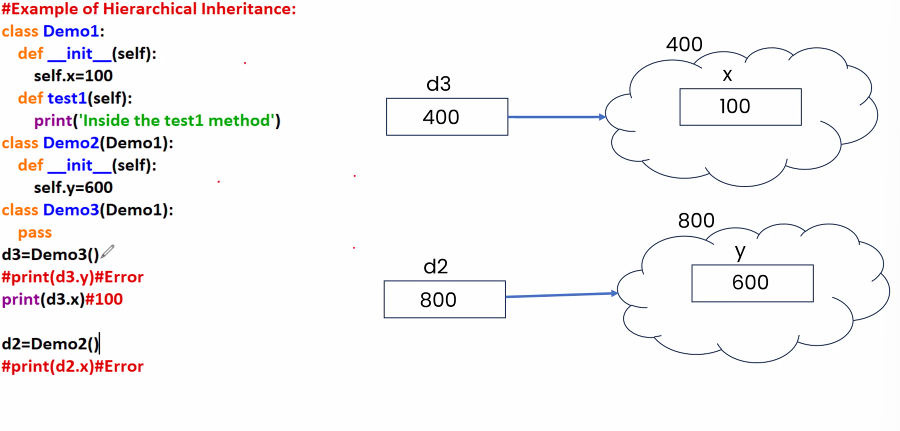 #Example of Hierarchical Inheritance:
class Demo1:
def __init__(self):
self.x=100
def test1(self):
print('Inside the test1 method')
class Demo2(Demo1):
def __init__(self):
self.y=600
class Demo3(Demo1):
pass
d3=Demo3()
#print(d3.y)#Error
print(d3.x)#100
d2=Demo2()
#print(d2.x)#Error
d3
400
400
x
100
d2
800
800
y
600